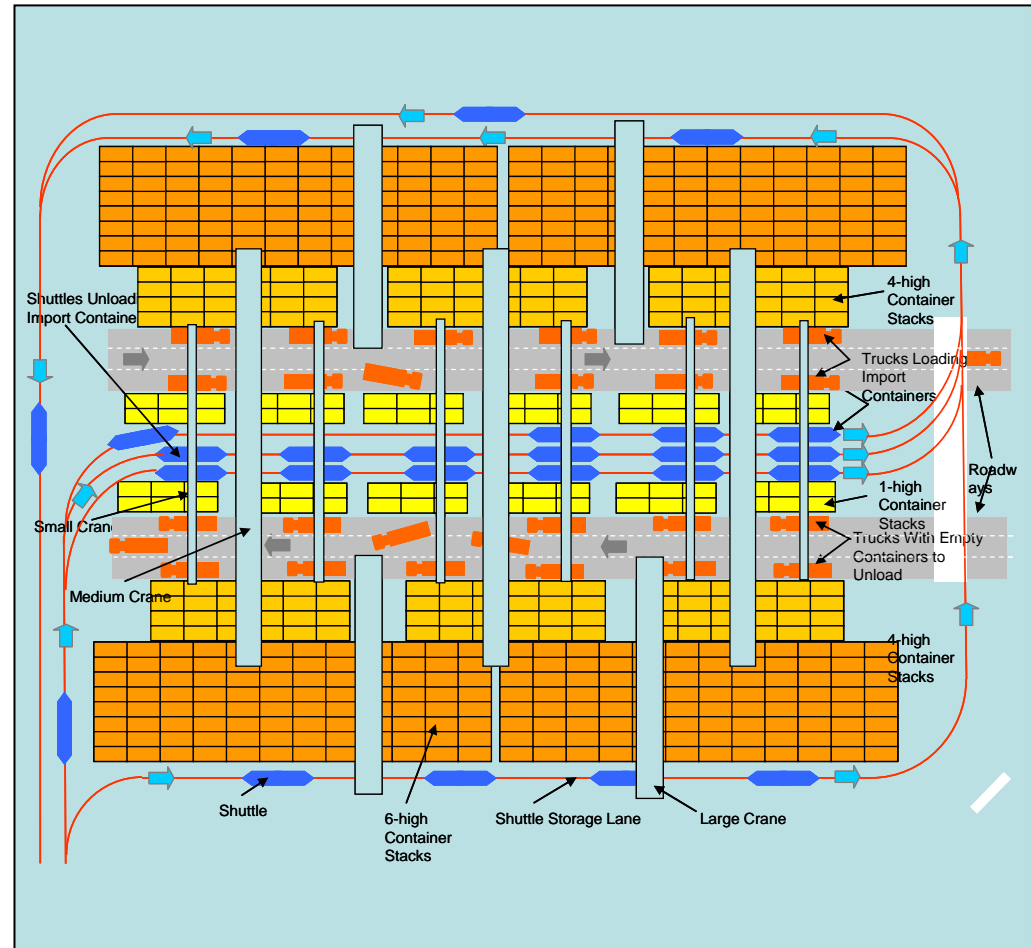 Shuttles Unload
Import Containe
4-high
Container
Stacks
Trucks Loading
Import
Containers
Roadw
ays
1-high
Container
Stacks
Small Cran
Trucks With Empty
Containers to
Unload
Medium Crane
4-high
Container
Stacks
Shuttle
6-high
Container
Stacks
Shuttle Storage Lane
Large Crane